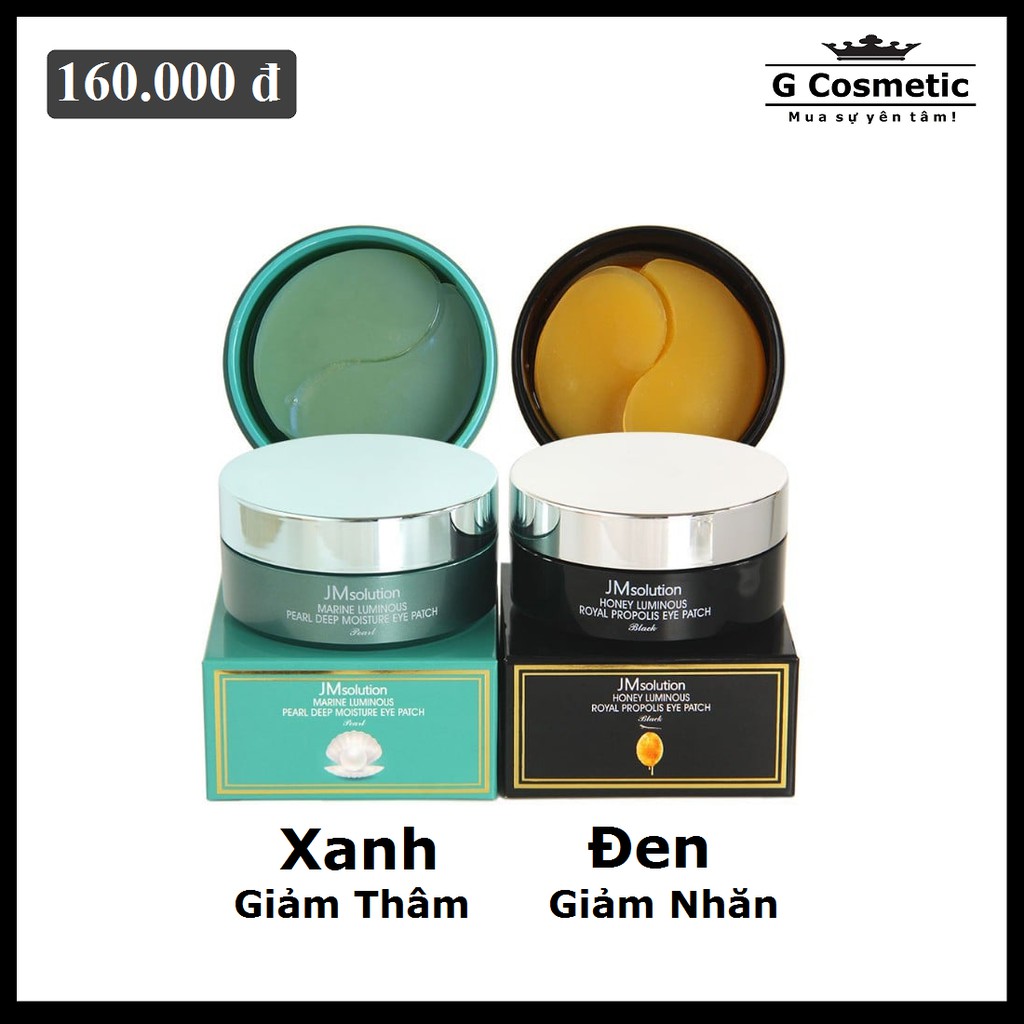 160.000 đ
G Cosmetic
Mua sự yên tâm!
JMsolution
MARINE LUMINOUS
PEARL DEEP MOISTURE EYE PATCH
Pearl
JMsolution
HONEY LUMINOUS
ROYAL PROPOLIS EYE PATCH
Black
JMsolution
MARINE LUMINOUS
PEARL DEEP MOISTURE EYE PATCH
Pearl
JMsolution
HONEY LUMINOUS
ROYAL PROPOLIS EYE PATCH
Black
Xanh
Giảm Thâm
Đen
Giảm Nhăn